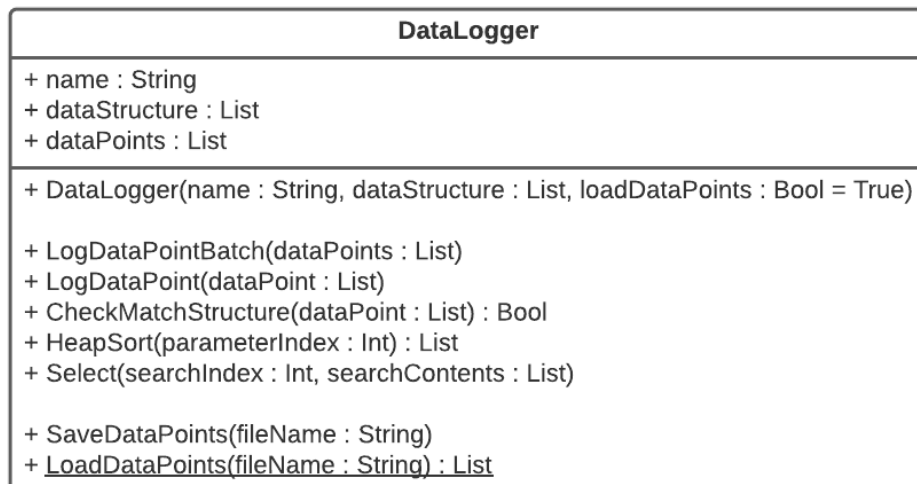 DataLogger
+ name : String
+ dataStructure : List
+ dataPoints : List
+ DataLogger(name : String, dataStructure : List, loadDataPoints : Bool = True)
+ LogDataPointBatch(dataPoints : List)
+ LogDataPoint(dataPoint : List)
+ CheckMatchStructure(dataPoint : List) : Bool
+ HeapSort(parameterIndex : Int) : List
+ Select(searchIndex : Int, searchContents : List)
+ SaveDataPoints(fileName : String)
+ LoadDataPoints(fileName : String) : List